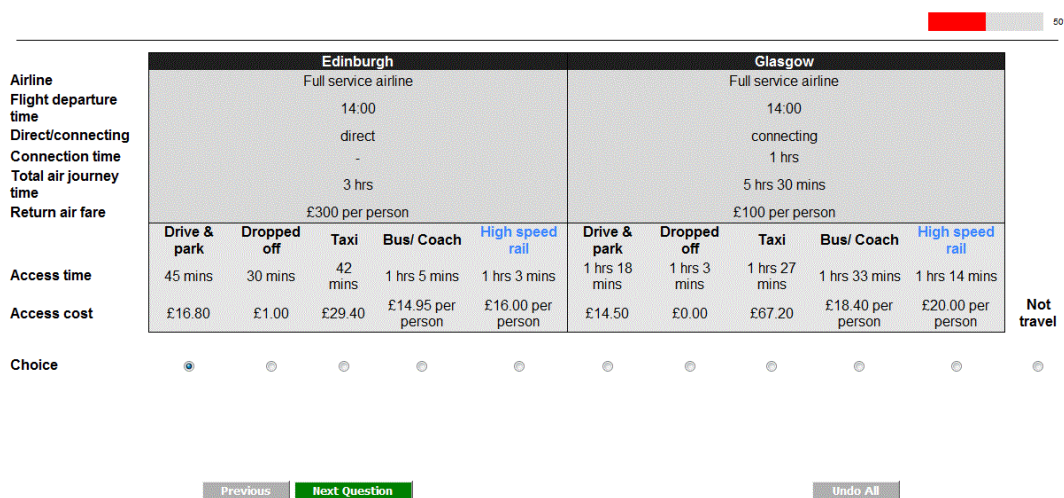 50
Edinburgh Glasgow
Airline Full service airline Full service airline
Flight departure
time 14:00 14:00
Direct/connecting direct connecting
Connection time - 1 hrs
Total air journey
time 3 hrs 5 hrs 30 mins
Return air fare £300 per person £100 per person
Drive & Dropped Taxi Bus/ Coach High speed Drive & Dropped Taxi Bus/ Coach High speed
park off rail park off rail
Access time 45 mins 30 mins 42 mins 1 hrs 5 mins 1 hrs 3 mins 1 hrs 18 mins 1 hrs 3 mins 1 hrs 27 mins 1 hrs 33 mins 1 hrs 14 mins
Access cost £16.80 £1.00 £29.40 £14.95 per person £16.00 per person £14.50 £0.00 £67.20 £18.40 per person £20.00 per person
Not
travel
Choice
Previous Next Question Undo All